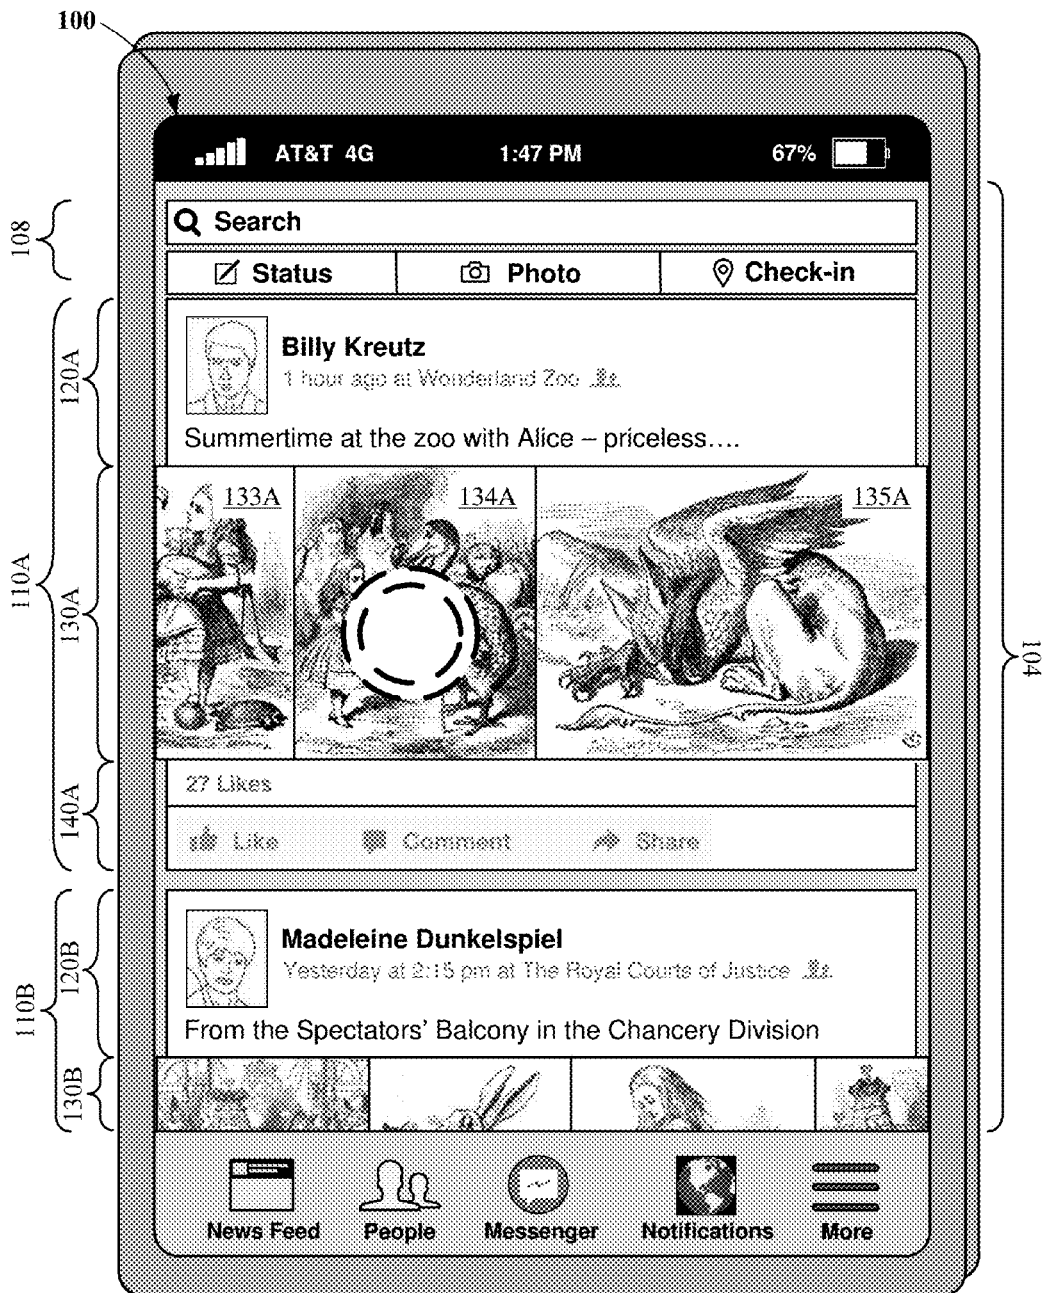 100
AT&T 4G 1:47 PM 67%
108
Search
Status Photo Check-in
110A
120A
Billy Kreutz
1 hour ago at Wonderland Zoo
Summertime at the zoo with Alice – priceless....
130A
133A 134A 135A
104
140A
27 Likes
Like Comment Share
110B
120B
Madeleine Dunkelspiel
Yesterday at 2:15 pm at The Royal Courts of Justice
From the Spectators' Balcony in the Chancery Division
130B
News Feed People Messenger Notifications More